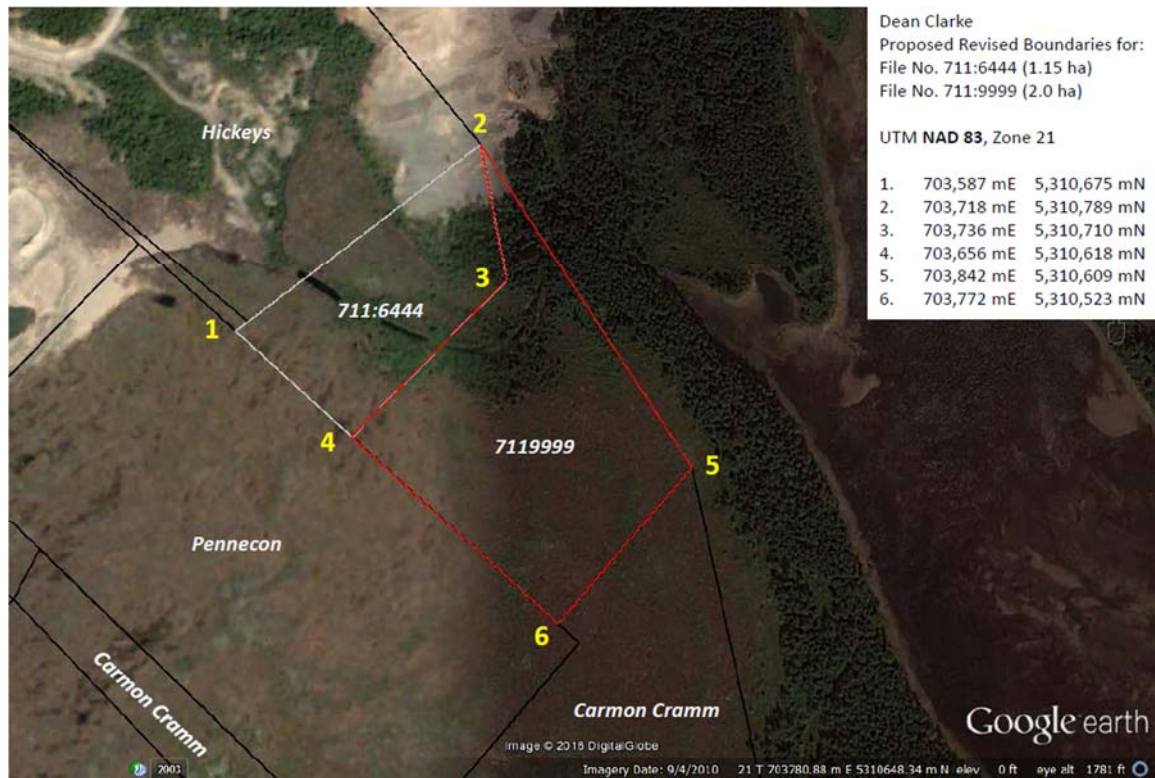 Dean Clarke
Proposed Revised Boundaries for:
File No. 711:6444 (1.15 ha)
File No. 711:9999 (2.0 ha)
UTM NAD 83, Zone 21
1. 703,587 mE 5,310,675 mN
2. 703,718 mE 5,310,789 mN
3. 703,736 mE 5,310,710 mN
4. 703,656 mE 5,310,618 mN
5. 703,842 mE 5,310,609 mN
6. 703,772 mE 5,310,523 mN
2
Hickeys
3
711:6444
1
4
7119999
5
Pennecon
6
Carmon Cramm
Carmon Cramm
Google earth
Image © 2016 DigitalGlobe
2003
Imagery Date: 9/4/2010 21 T 703780.88 m E 5310648.34 m N elev 0 ft eye alt 1781 ft